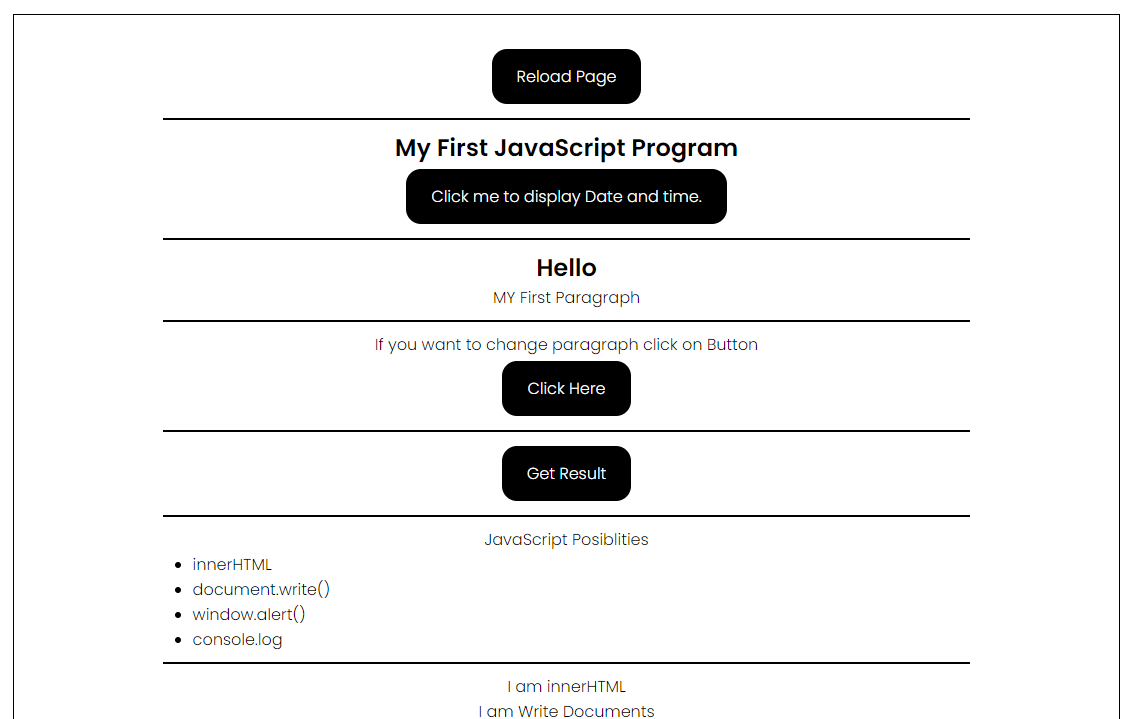 Reload Page
My First JavaScript Program
Click me to display Date and time.
Hello
MY First Paragraph
If you want to change paragraph click on Button
Click Here
Get Result
JavaScript Posiblities
innerHTML
document.write()
window.alert()
console.log
I am innerHTML
I am Write Documents